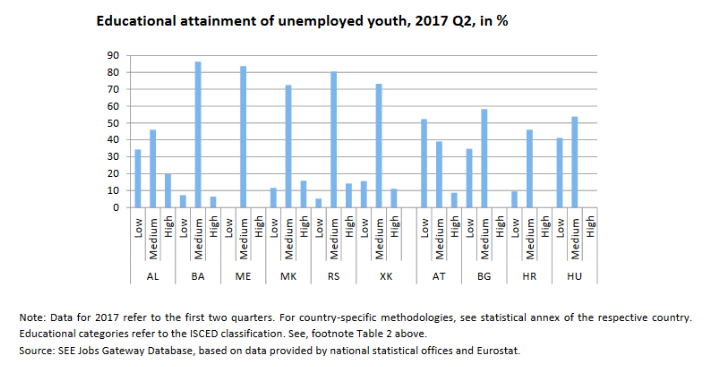 Educational attainment of unemployed youth, 2017 Q2, in %
90
80
70
60
50
40
30
20
10
0
Low Medium High Low Medium High Low Medium High Low Medium High Low Medium High Low Medium High Low Medium High Low Medium High Low Medium High Low Medium High
AL BA ME MK RS XK AT BG HR HU
Note: Data for 2017 refer to the first two quarters. For country-specific methodologies, see statistical annex of the respective country.
Educational categories refer to the ISCED classification. See, footnote Table 2 above.
Source: SEE Jobs Gateway Database, based on data provided by national statistical offices and Eurostat.